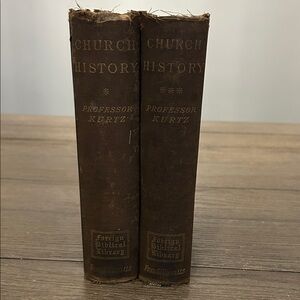 CHURCH
HISTORY
*
PROFESSOR
KURTZ
Foreign
Biblical
Library
CHURCH
HISTORY
***
PROFESSOR
KURTZ
Foreign
Biblical
Library